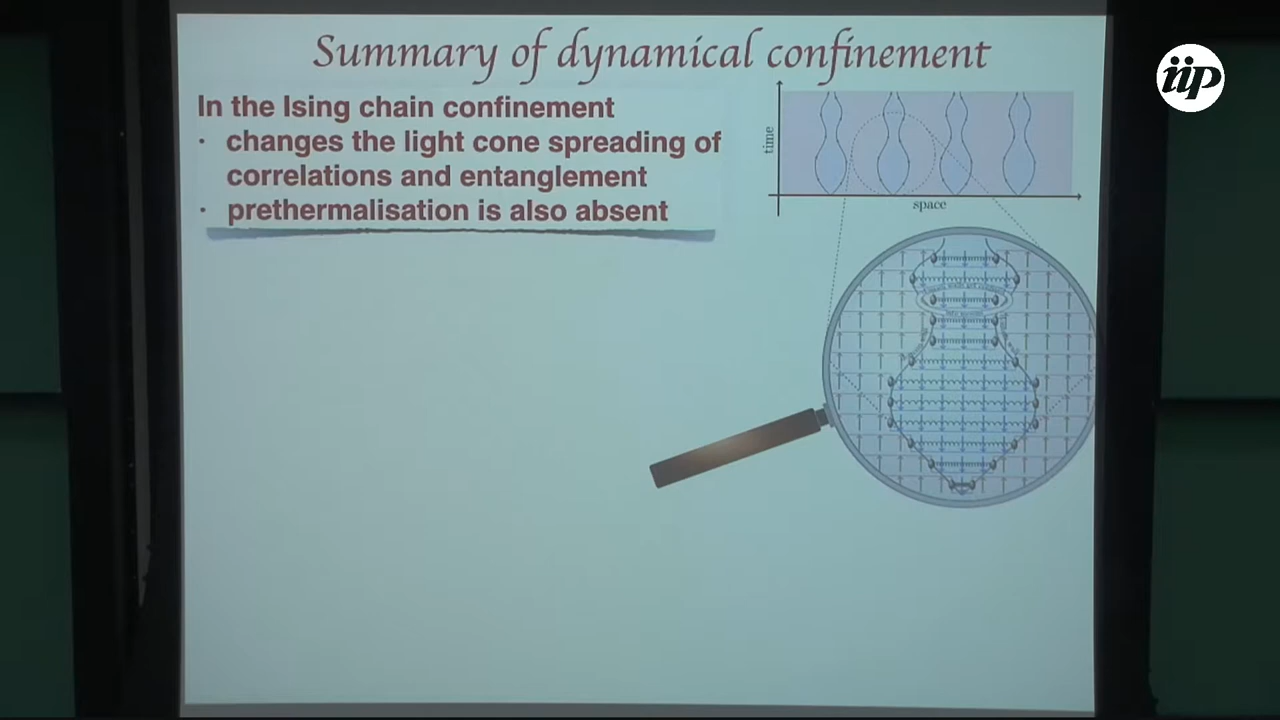 Summary of dynamical confinement
In the Ising chain confinement
· changes the light cone spreading of
correlations and entanglement
· prethermalisation is also absent
time
space
iip